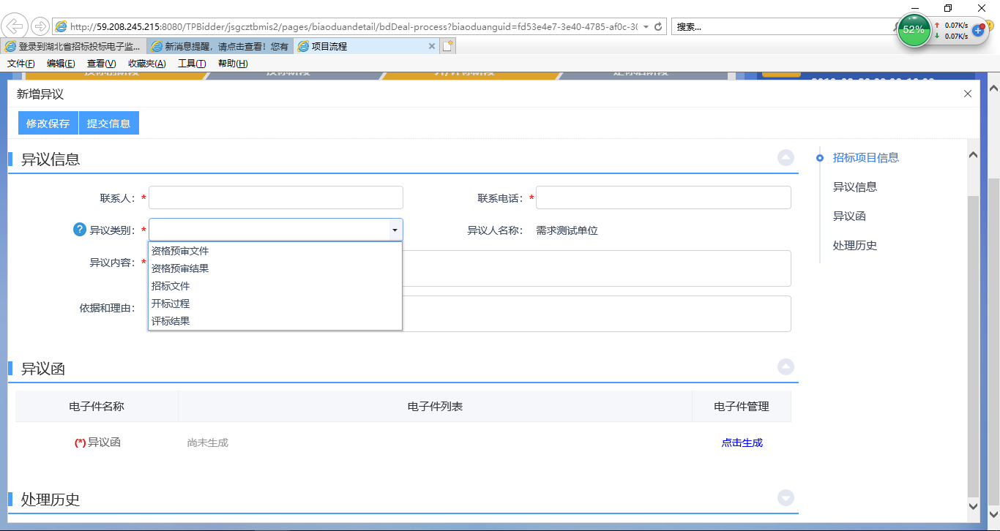 http://59.208.245.215:8080/TPBidder/jsgcztbmis2/pages/biaoduandetail/bdDeal-process?biaoduanguid=fd53e4e7-3e40-4785-af0c-30
搜索...
52%
0.07K/s
0.07K/s
登录到湖北省招标投标电子监...
新消息提醒，请点击查看！您有
项目流程
文件(F) 编辑(E) 查看(V) 收藏夹(A) 工具(T) 帮助(H)
新增异议
修改保存 提交信息
异议信息
联系人：* 联系电话：*
? 异议类别：* 异议人名称： 需求测试单位
资格预审文件
资格预审结果
招标文件
开标过程
评标结果
异议内容：*
依据和理由：
招标项目信息
异议信息
异议函
处理历史
异议函
电子件名称 电子件列表 电子件管理
(*)异议函 尚未生成 点击生成
处理历史